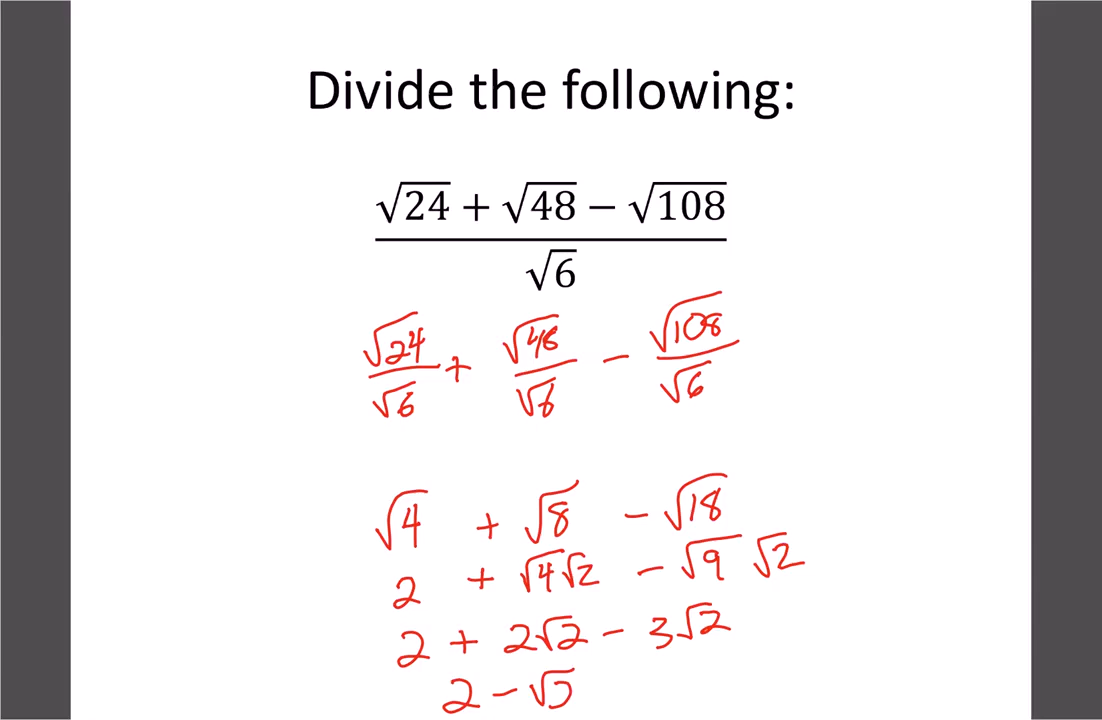 Divide the following:
(√24 + √48 − √108) / √6
√24/√6 + √48/√6 − √108/√6
√4 + √8 − √18
2 + √4√2 − √9 √2
2 + 2√2 − 3√2
2 − √